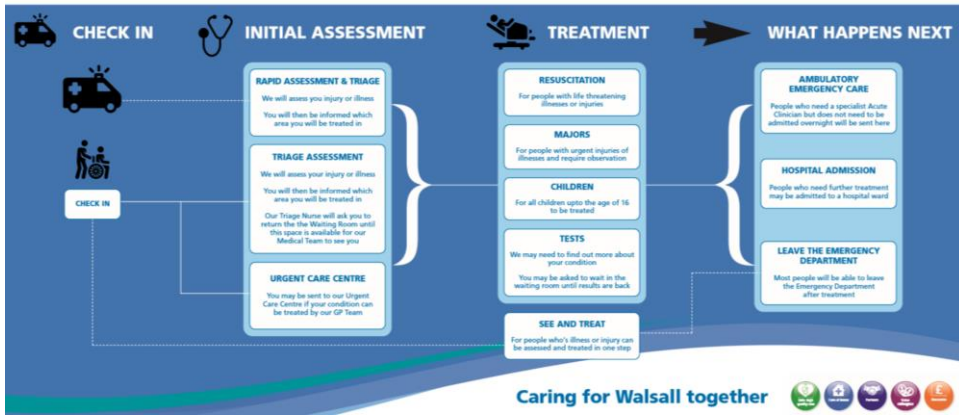 CHECK IN
INITIAL ASSESSMENT
TREATMENT
WHAT HAPPENS NEXT
CHECK IN
RAPID ASSESSMENT & TRIAGE
We will assess you injury or illness
You will then be informed which
area you will be treated in
TRIAGE ASSESSMENT
We will assess your injury or illness
You will then be informed which
area you will be treated in
Our Triage Nurse will ask you to
return the the Waiting Room until
this space is available for our
Medical Team to see you
URGENT CARE CENTRE
You may be sent to our Urgent
Care Centre if your condition can
be treated by our GP Team
RESUSCITATION
For people with life threatening
illnesses or injuries
MAJORS
For people with urgent injuries of
illnesses and require observation
CHILDREN
For all children upto the age of 16
to be treated
TESTS
We may need to find out more about
your condition
You may be asked to wait in the
waiting room until results are back
SEE AND TREAT
For people who's illness or injury can
be assessed and treated in one step
AMBULATORY
EMERGENCY CARE
People who need a specialist Acute
Clinician but does not need to be
admitted overnight will be sent here
HOSPITAL ADMISSION
People who need further treatment
may be admitted to a hospital ward
LEAVE THE EMERGENCY
DEPARTMENT
Most people will be able to leave
the Emergency Department
after treatment
Caring for Walsall together
£